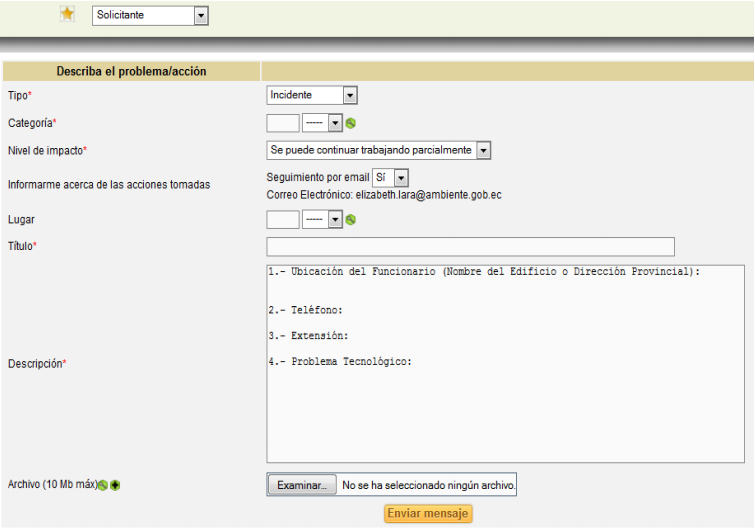 Solicitante
Describa el problema/acción
Tipo* Incidente
Categoría* -----
Nivel de impacto* Se puede continuar trabajando parcialmente
Informarme acerca de las acciones tomadas Seguimiento por email Sí
Correo Electrónico: elizabeth.lara@ambiente.gob.ec
Lugar -----
Título*
1.- Ubicación del Funcionario (Nombre del Edificio o Dirección Provincial):
2.- Teléfono:
3.- Extensión:
4.- Problema Tecnológico:
Descripción*
Archivo (10 Mb máx) Examinar... No se ha seleccionado ningún archivo.
Enviar mensaje